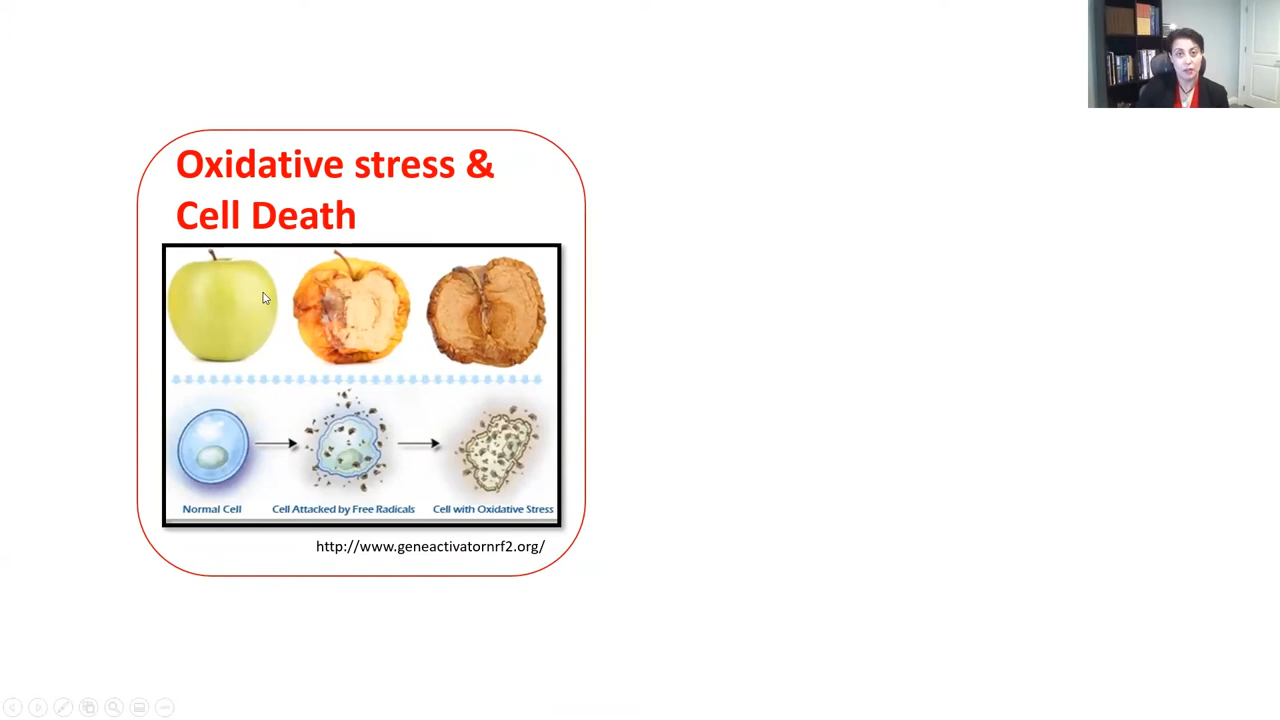 Oxidative stress &
Cell Death
Normal Cell
Cell Attacked by Free Radicals
Cell with Oxidative Stress
http://www.geneactivatornrf2.org/